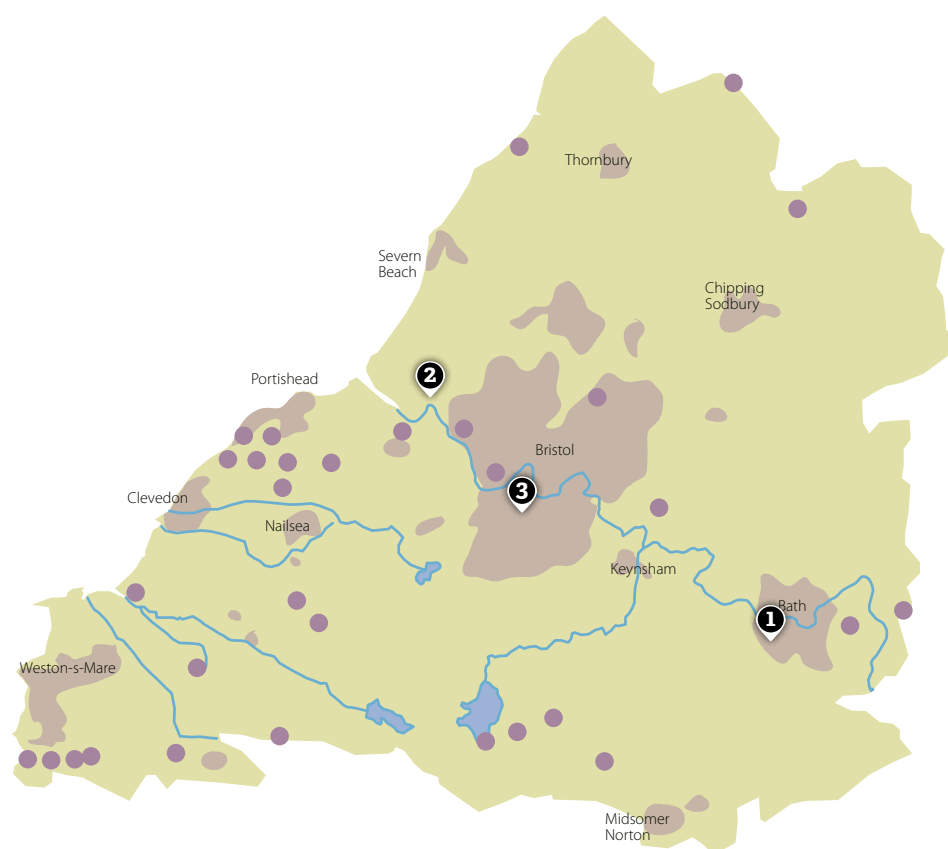 Thornbury
Severn
Beach
Chipping
Sodbury
2
Portishead
Bristol
3
Clevedon
Nailsea
Keynsham
Bath
1
Weston-s-Mare
Midsomer
Norton